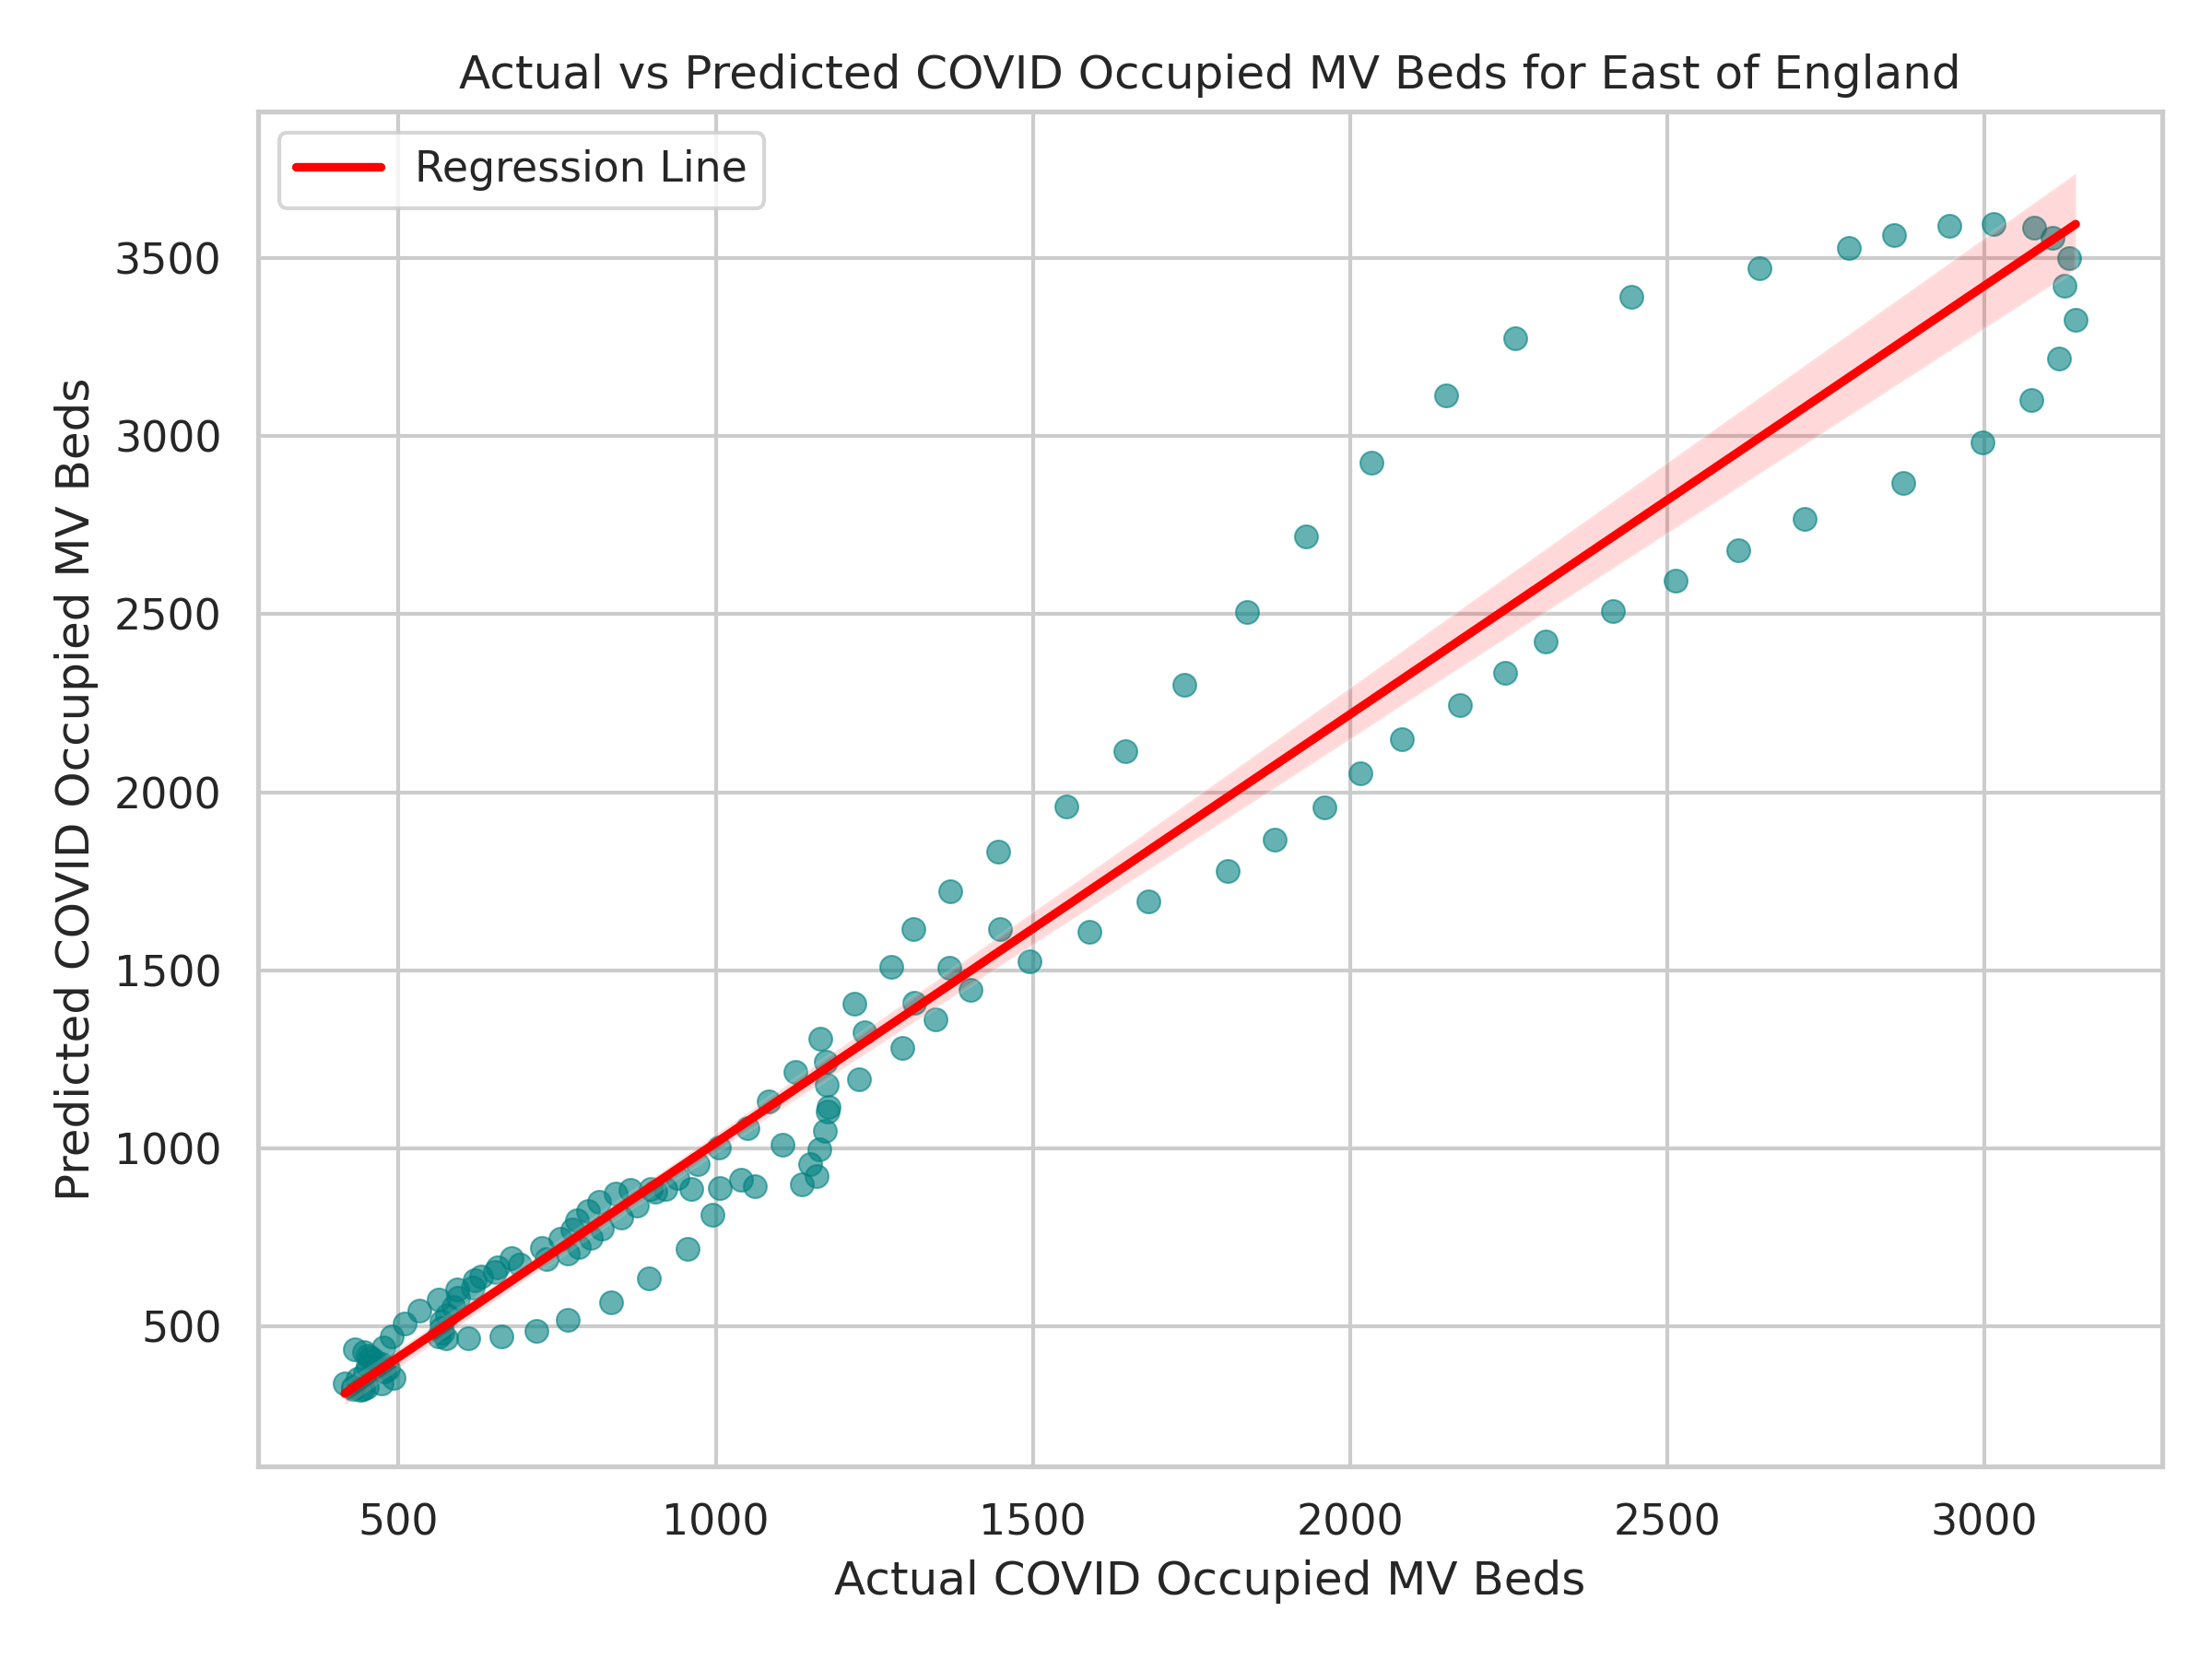 Actual vs Predicted COVID Occupied MV Beds for East of England
Regression Line
Predicted COVID Occupied MV Beds
3500
3000
2500
2000
1500
1000
500
500 1000 1500 2000 2500 3000
Actual COVID Occupied MV Beds